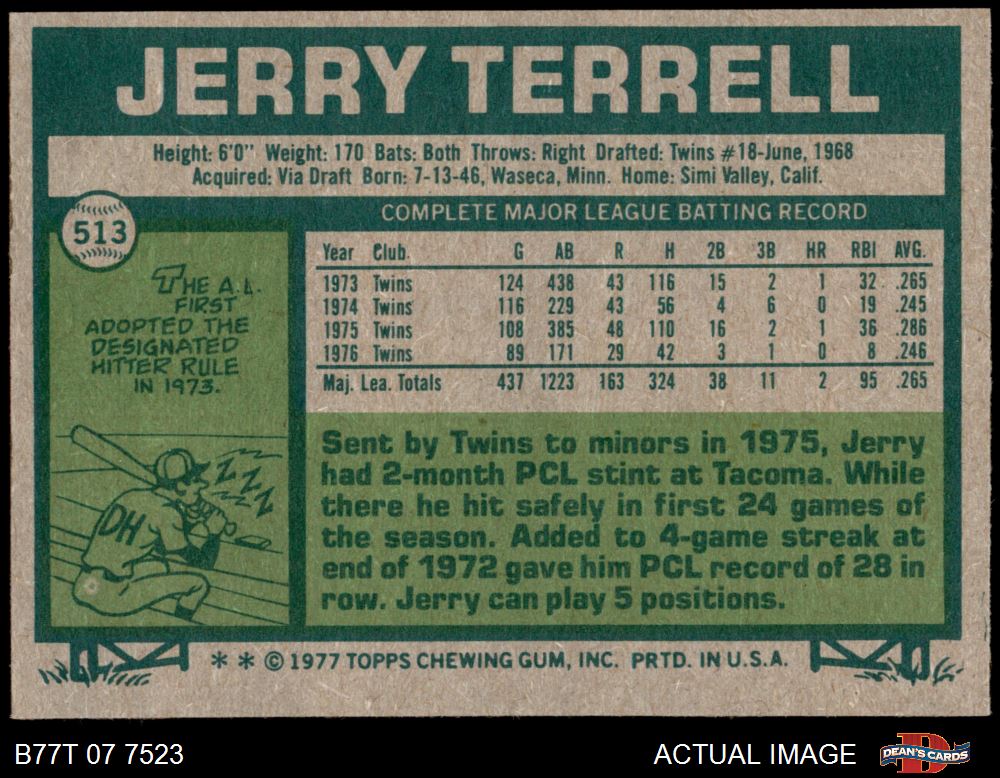 JERRY TERRELL
Height: 6'0" Weight: 170 Bats: Both Throws: Right Drafted: Twins #18-June, 1968
Acquired: Via Draft Born: 7-13-46, Waseca, Minn. Home: Simi Valley, Calif.
513
THE A.L.
FIRST
ADOPTED THE
DESIGNATED
HITTER RULE
IN 1973.
ZZZ
DH
COMPLETE MAJOR LEAGUE BATTING RECORD
Year Club. G AB R H 2B 3B HR RBI AVG.
1973 Twins 124 438 43 116 15 2 1 32 .265
1974 Twins 116 229 43 56 4 6 0 19 .245
1975 Twins 108 385 48 110 16 2 1 36 .286
1976 Twins 89 171 29 42 3 1 0 8 .246
Maj. Lea. Totals 437 1223 163 324 38 11 2 95 .265
Sent by Twins to minors in 1975, Jerry
had 2-month PCL stint at Tacoma. While
there he hit safely in first 24 games of
the season. Added to 4-game streak at
end of 1972 gave him PCL record of 28 in
row. Jerry can play 5 positions.
* * © 1977 TOPPS CHEWING GUM, INC. PRTD. IN U.S.A.
B77T 07 7523
ACTUAL IMAGE
D
DEAN'S CARDS